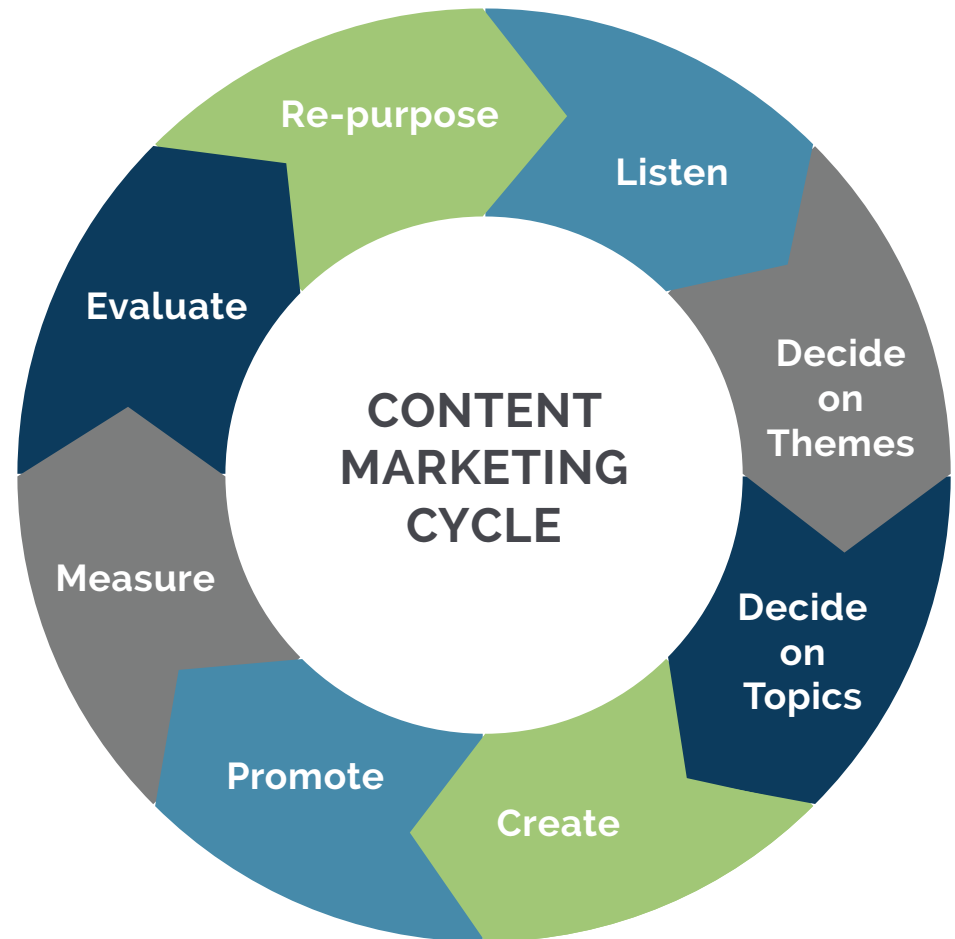 CONTENT
MARKETING
CYCLE
Listen
Decide
on
Themes
Decide
on
Topics
Create
Promote
Measure
Evaluate
Re-purpose